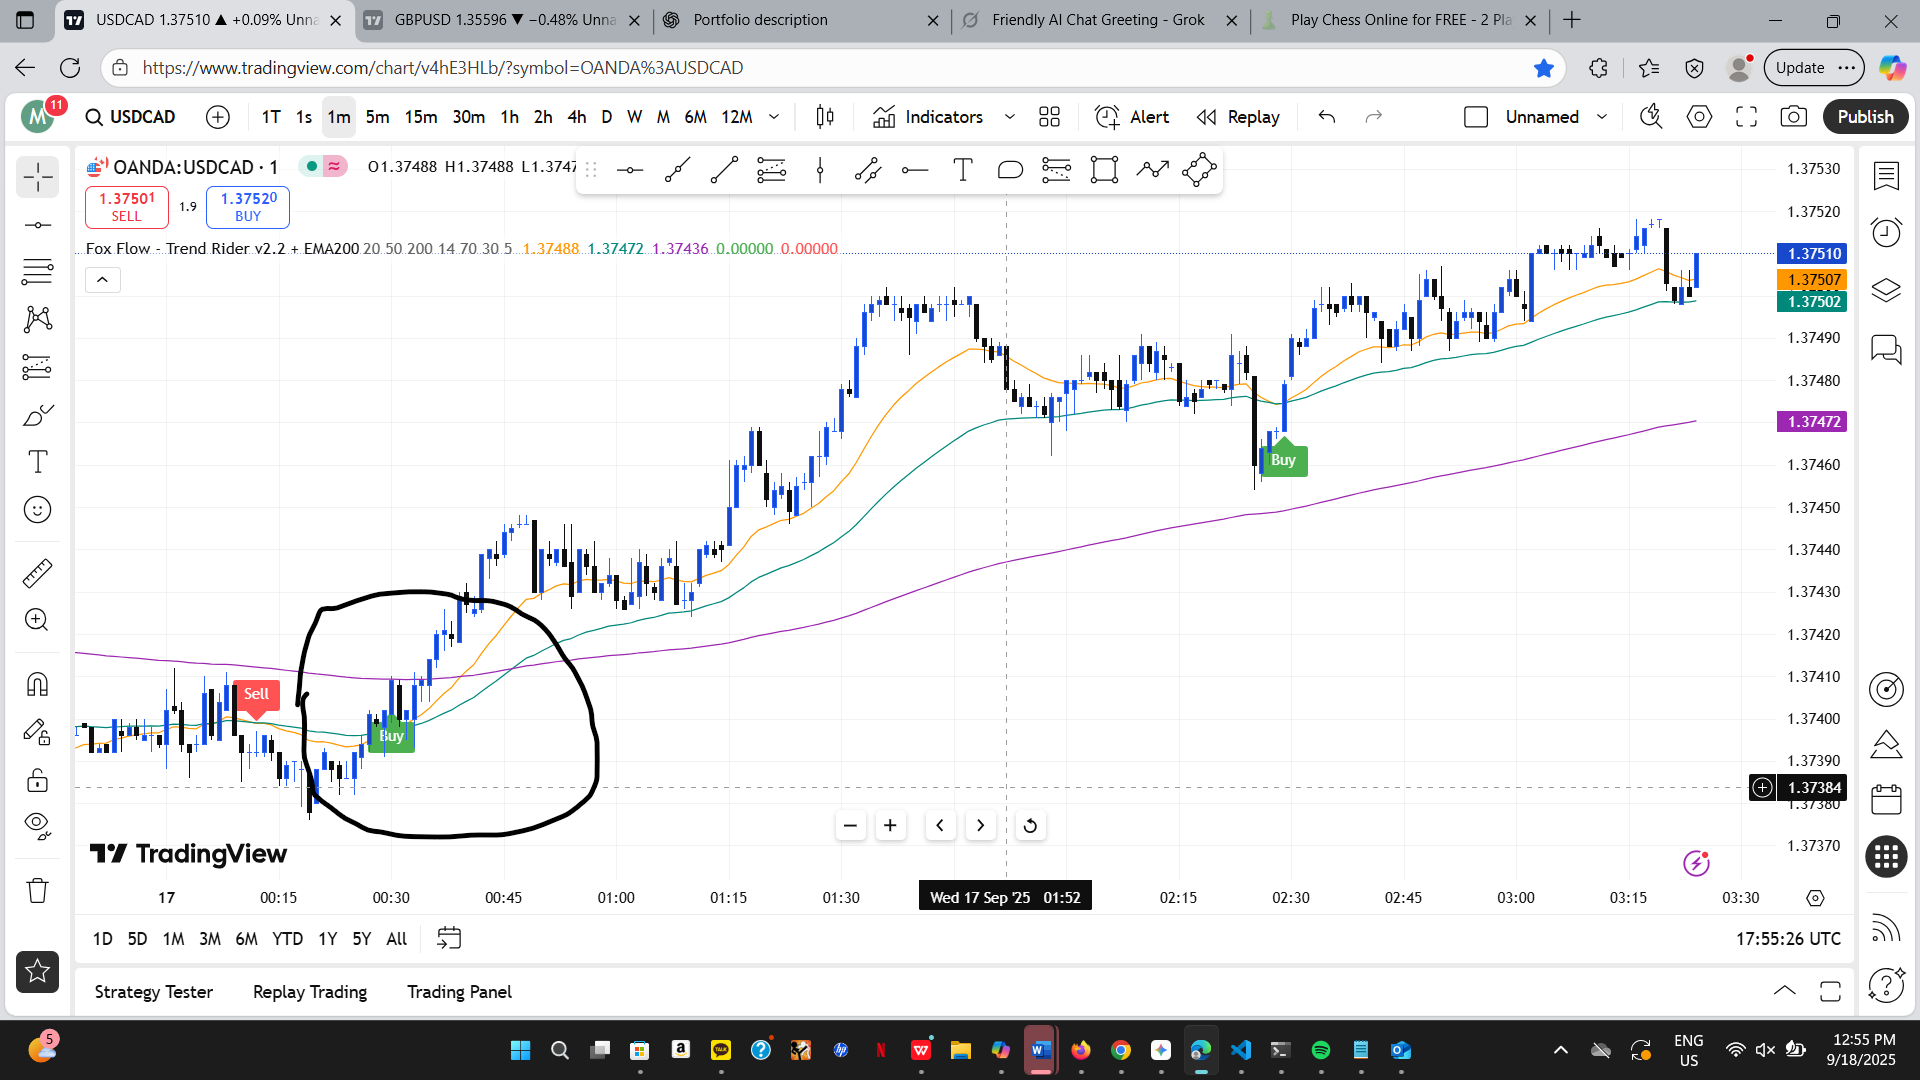 USDCAD 1.37510 ▲ +0.09% Unna
GBPUSD 1.35596 ▼ −0.48% Unna
Portfolio description
Friendly AI Chat Greeting - Grok
Play Chess Online for FREE - 2 Pla
https://www.tradingview.com/chart/v4hE3HLb/?symbol=OANDA%3AUSDCAD
Update
M
11
USDCAD
1T 1s 1m 5m 15m 30m 1h 2h 4h D W M 6M 12M
Indicators
Alert
Replay
Unnamed
Publish
OANDA:USDCAD · 1
O1.37488 H1.37488 L1.3747
1.37501
SELL
1.9
1.37520
BUY
Fox Flow - Trend Rider v2.2 + EMA200 20 50 200 14 70 30 5 1.37488 1.37472 1.37436 0.00000 0.00000
1.37530
1.37520
1.37510
1.37507
1.37502
1.37490
1.37480
1.37472
1.37460
1.37450
1.37440
1.37430
1.37420
1.37410
1.37400
1.37390
1.37384
1.37380
1.37370
Sell
Buy
Buy
TradingView
17 00:15 00:30 00:45 01:00 01:15 01:30 Wed 17 Sep '25 01:52 02:15 02:30 02:45 03:00 03:15 03:30
1D 5D 1M 3M 6M YTD 1Y 5Y All
17:55:26 UTC
Strategy Tester
Replay Trading
Trading Panel
5
ENG
US
12:55 PM
9/18/2025